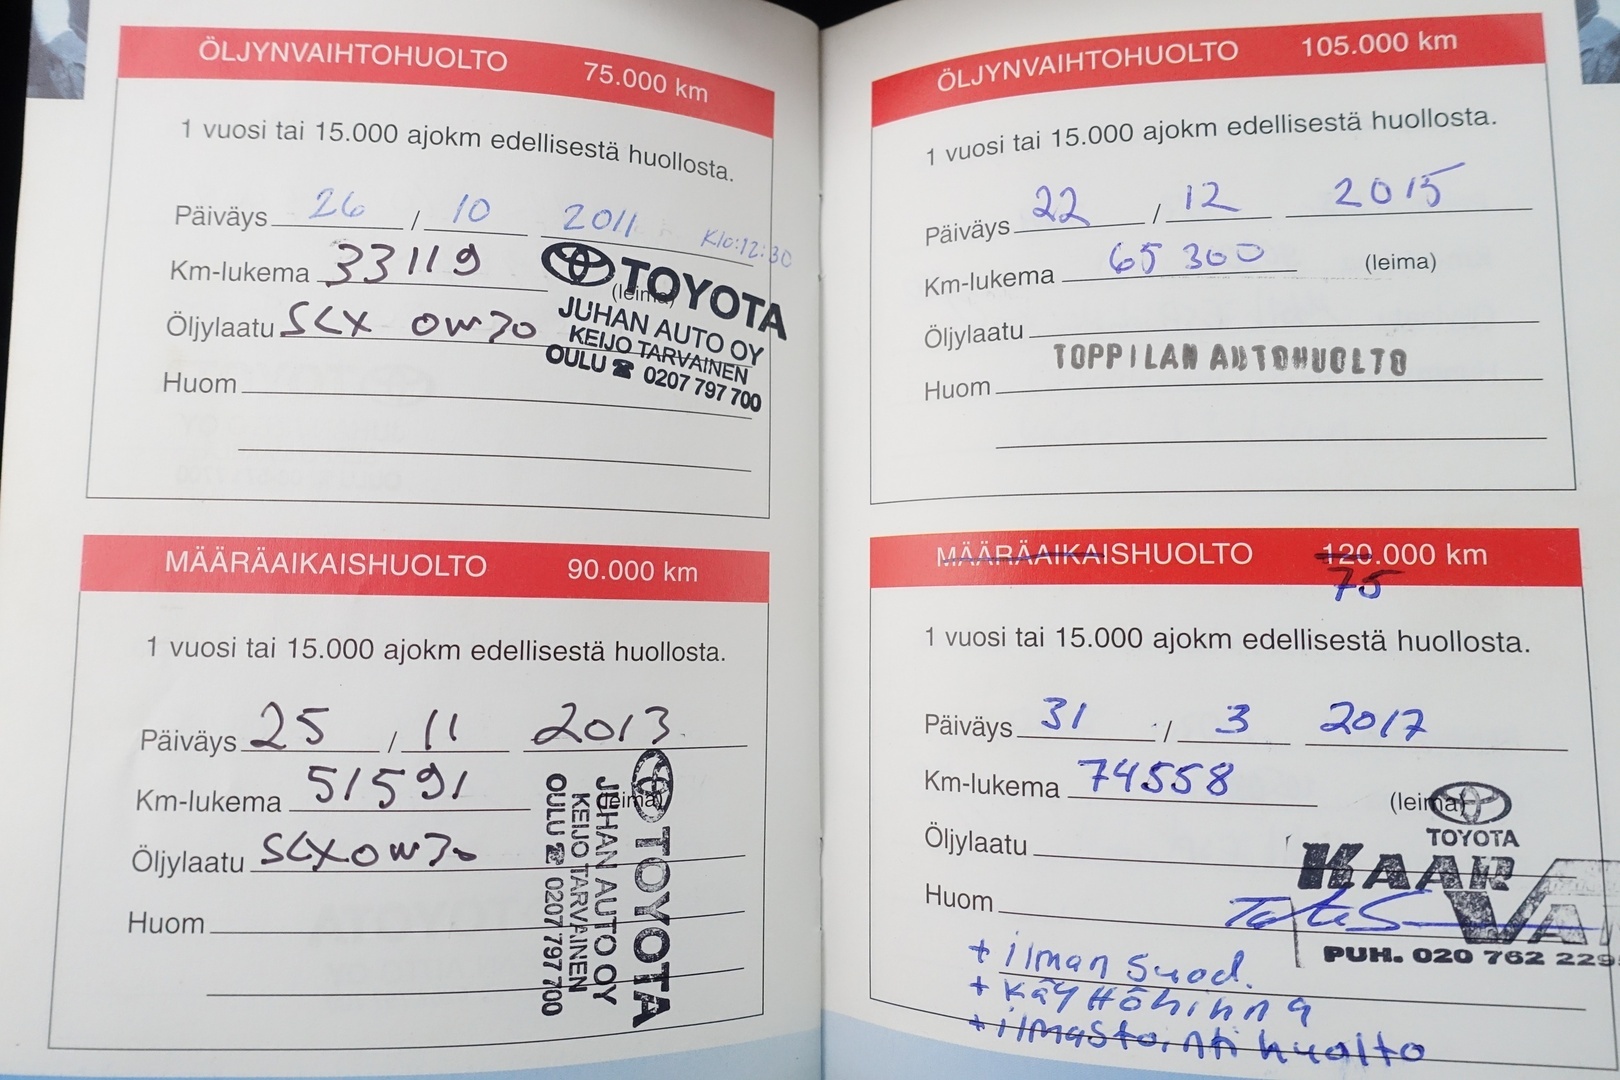 ÖLJYNVAIHTOHUOLTO 75.000 km
1 vuosi tai 15.000 ajokm edellisestä huollosta.
Päiväys 26 / 10 2011 Klo:12:30
Km-lukema 33119 (leima)
Öljylaatu SLX 0W30
Huom
TOYOTA
JUHAN AUTO OY
KEIJO TARVAINEN
OULU ☎ 0207 797 700
MÄÄRÄAIKAISHUOLTO 90.000 km
1 vuosi tai 15.000 ajokm edellisestä huollosta.
Päiväys 25 / 11 2013
Km-lukema 51591 (leima)
Öljylaatu SLX 0W30
Huom
TOYOTA
JUHAN AUTO OY
KEIJO TARVAINEN
OULU ☎ 0207 797 700
ÖLJYNVAIHTOHUOLTO 105.000 km
1 vuosi tai 15.000 ajokm edellisestä huollosta.
Päiväys 22 / 12 2015
Km-lukema 65 300 (leima)
Öljylaatu
TOPPILAN AUTOHUOLTO
Huom
MÄÄRÄAIKAISHUOLTO 120.000 km
75
1 vuosi tai 15.000 ajokm edellisestä huollosta.
Päiväys 31 / 3 2017
Km-lukema 74558 (leima)
TOYOTA
Öljylaatu
KAAR
VA
Huom
PUH. 020 762 229
+ ilman suod.
+ käyttöhihna
+ ilmastointi huolto